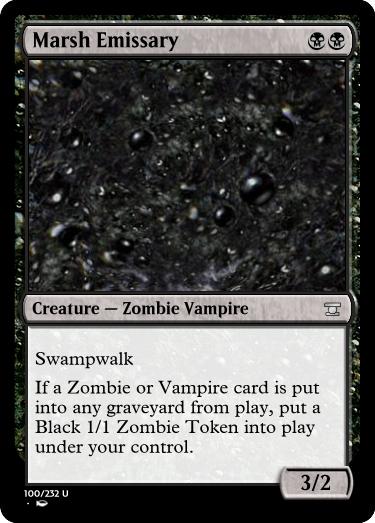 Marsh Emissary
Creature — Zombie Vampire
Swampwalk
If a Zombie or Vampire card is put
into any graveyard from play, put a
Black 1/1 Zombie Token into play
under your control.
3/2
100/232 U